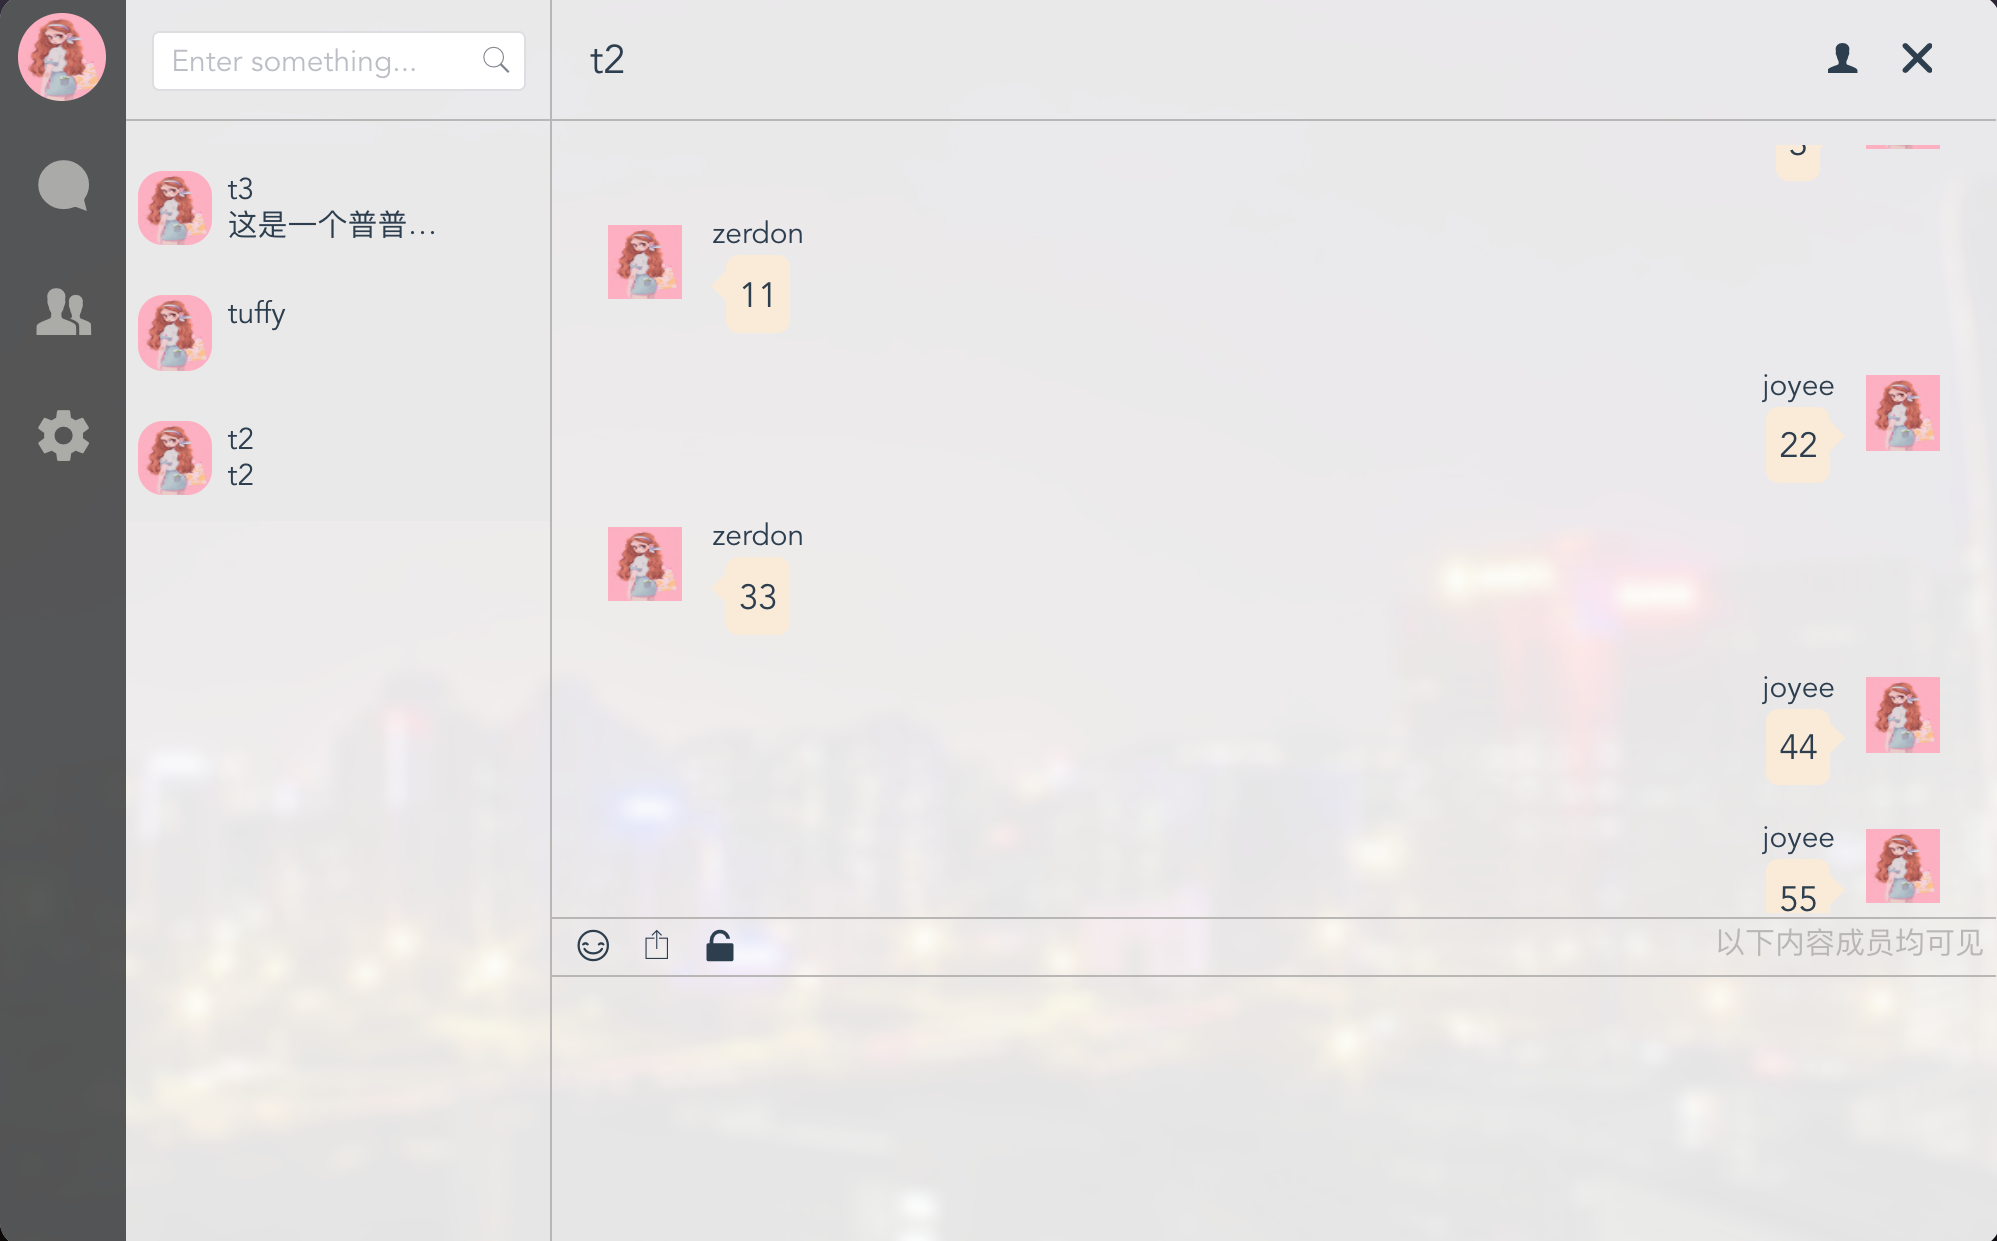 Enter something...
t3
这是一个普普...
tuffy
t2
t2
t2
zerdon
11
joyee
22
zerdon
33
joyee
44
joyee
55
以下内容成员均可见